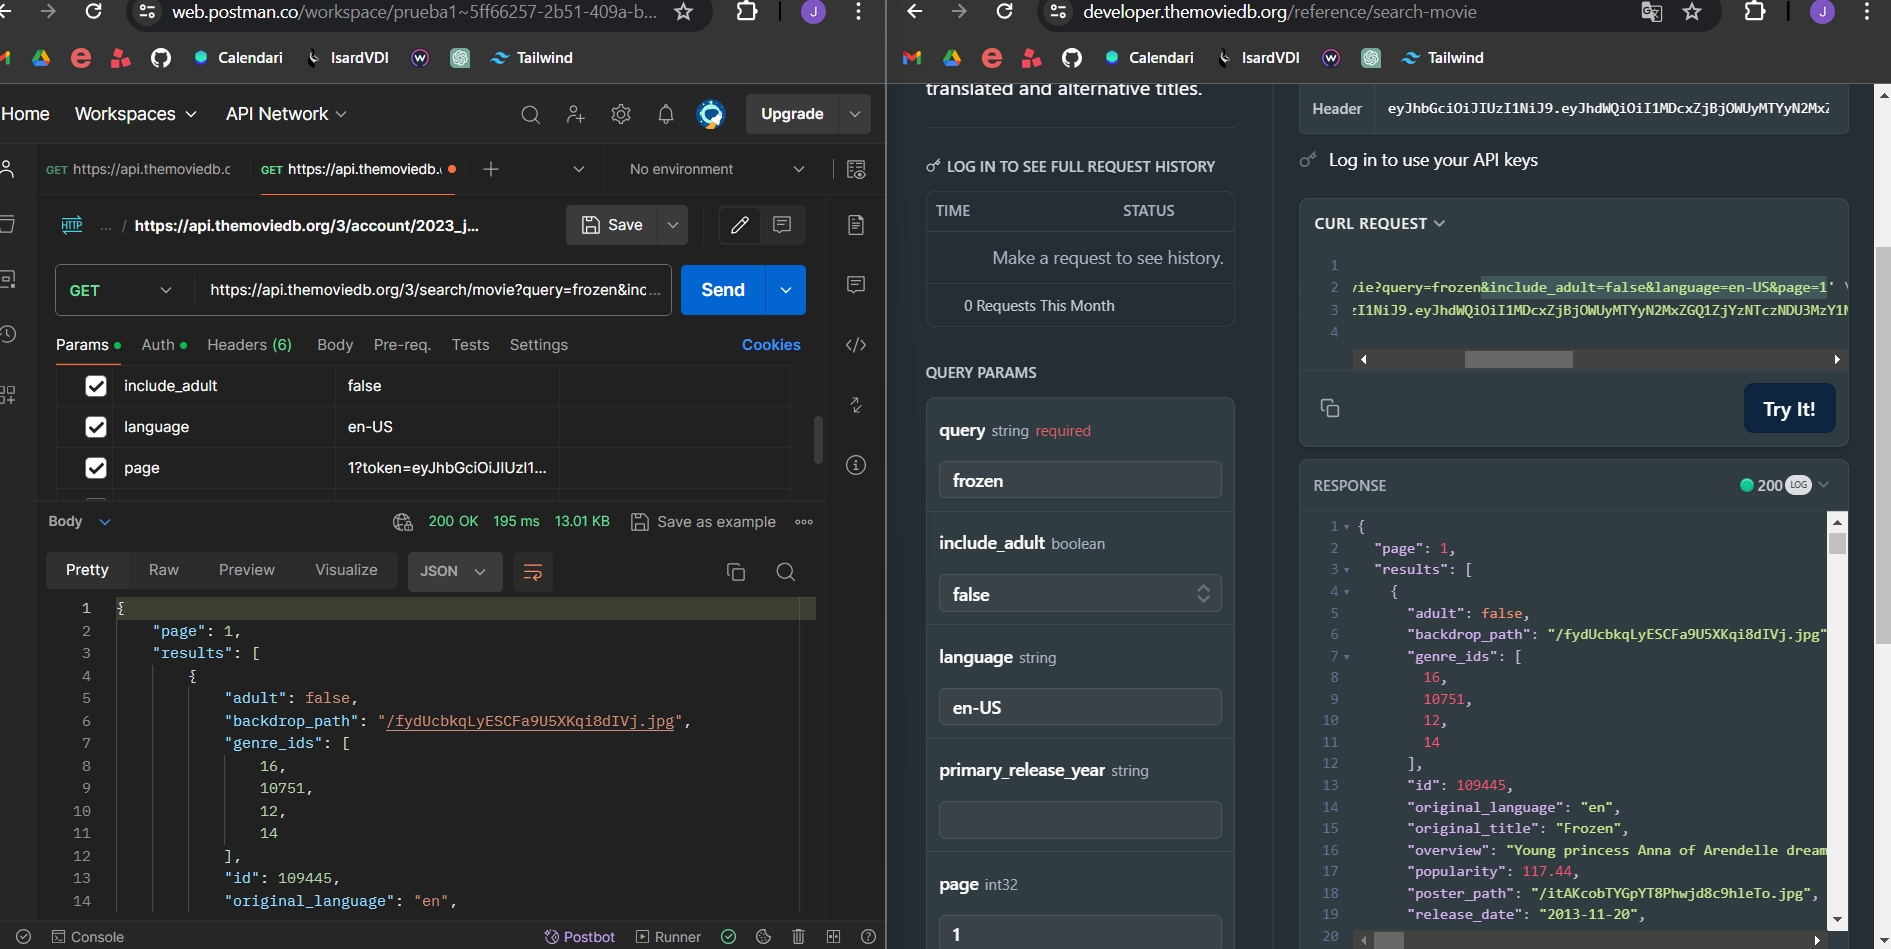 web.postman.co/workspace/prueba1~5ff66257-2b51-409a-b...
J
Calendari
IsardVDI
Tailwind
Home
Workspaces
API Network
Upgrade
GET https://api.themoviedb.c
GET https://api.themoviedb.
No environment
HTTP
... / https://api.themoviedb.org/3/account/2023_j...
Save
GET
https://api.themoviedb.org/3/search/movie?query=frozen&inc...
Send
Params
Auth
Headers (6)
Body
Pre-req.
Tests
Settings
Cookies
include_adult
false
language
en-US
page
1?token=eyJhbGciOiJIUzI1...
Body
200 OK
195 ms
13.01 KB
Save as example
Pretty
Raw
Preview
Visualize
JSON
1 {
2 "page": 1,
3 "results": [
4 {
5 "adult": false,
6 "backdrop_path": "/fydUcbkqLyESCFa9U5XKqi8dIVj.jpg",
7 "genre_ids": [
8 16,
9 10751,
10 12,
11 14
12 ],
13 "id": 109445,
14 "original_language": "en",
Console
Postbot
Runner
developer.themoviedb.org/reference/search-movie
J
Calendari
IsardVDI
Tailwind
translated and alternative titles.
LOG IN TO SEE FULL REQUEST HISTORY
TIME
STATUS
Make a request to see history.
0 Requests This Month
QUERY PARAMS
query string required
frozen
include_adult boolean
false
language string
en-US
primary_release_year string
page int32
1
Header
eyJhbGciOiJIUzI1NiJ9.eyJhdWQiOiI1MDcxZjBjOWUyMTYyN2MxZ
Log in to use your API keys
CURL REQUEST
1
2 vie?query=frozen&include_adult=false&language=en-US&page=1' \
3 zI1NiJ9.eyJhdWQiOiI1MDcxZjBjOWUyMTYyN2MxZGQ1ZjYzNTczNDU3MzY1N
4
Try It!
RESPONSE
200
LOG
1 {
2 "page": 1,
3 "results": [
4 {
5 "adult": false,
6 "backdrop_path": "/fydUcbkqLyESCFa9U5XKqi8dIVj.jpg"
7 "genre_ids": [
8 16,
9 10751,
10 12,
11 14
12 ],
13 "id": 109445,
14 "original_language": "en",
15 "original_title": "Frozen",
16 "overview": "Young princess Anna of Arendelle dream
17 "popularity": 117.44,
18 "poster_path": "/itAKcobTYGpYT8Phwjd8c9hleTo.jpg",
19 "release_date": "2013-11-20",
20